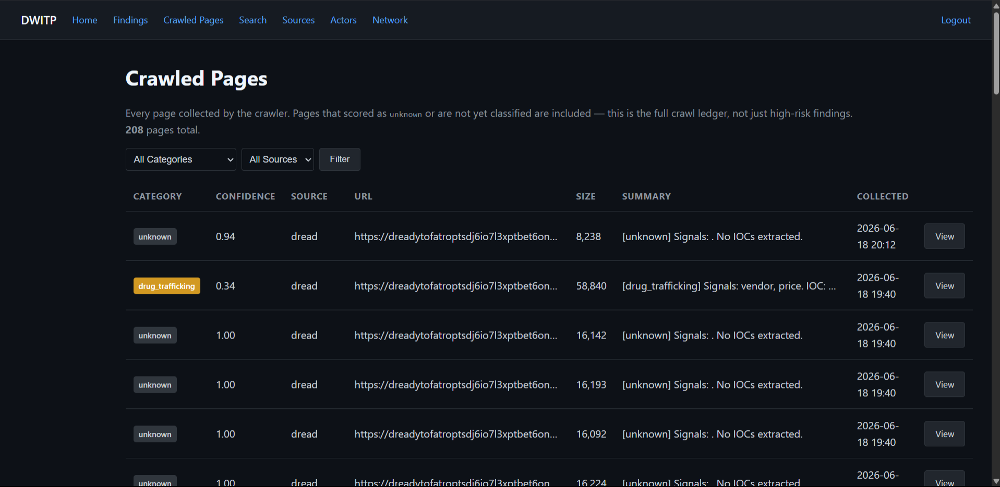 DWITP Home Findings Crawled Pages Search Sources Actors Network Logout
Crawled Pages
Every page collected by the crawler. Pages that scored as unknown or are not yet classified are included — this is the full crawl ledger, not just high-risk findings.
208 pages total.
All Categories All Sources Filter
CATEGORY CONFIDENCE SOURCE URL SIZE SUMMARY COLLECTED
unknown 0.94 dread https://dreadytofatroptsdj6io7l3xptbet6on... 8,238 [unknown] Signals: . No IOCs extracted. 2026-06-
18 20:12 View
drug_trafficking 0.34 dread https://dreadytofatroptsdj6io7l3xptbet6on... 58,840 [drug_trafficking] Signals: vendor, price. IOC: ... 2026-06-
18 19:40 View
unknown 1.00 dread https://dreadytofatroptsdj6io7l3xptbet6on... 16,142 [unknown] Signals: . No IOCs extracted. 2026-06-
18 19:40 View
unknown 1.00 dread https://dreadytofatroptsdj6io7l3xptbet6on... 16,193 [unknown] Signals: . No IOCs extracted. 2026-06-
18 19:40 View
unknown 1.00 dread https://dreadytofatroptsdj6io7l3xptbet6on... 16,092 [unknown] Signals: . No IOCs extracted. 2026-06-
18 19:40 View
unknown 1.00 dread https://dreadytofatroptsdj6io7l3xptbet6on... 16,224 [unknown] Signals: . No IOCs extracted. 2026-06-
View